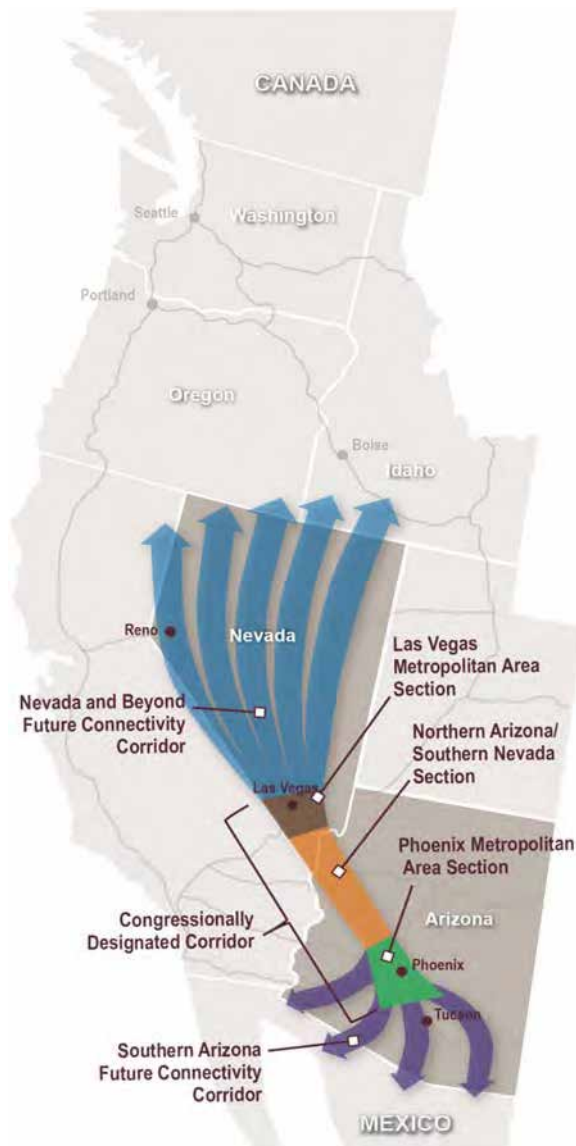 CANADA
Seattle
Washington
Portland
Oregon
Boise
Idaho
Reno
Nevada
Las Vegas
Metropolitan Area
Section
Nevada and Beyond
Future Connectivity
Corridor
Northern Arizona/
Southern Nevada
Section
Las Vegas
Phoenix Metropolitan
Area Section
Congressionally
Designated Corridor
Arizona
Phoenix
Tucson
Southern Arizona
Future Connectivity
Corridor
MEXICO